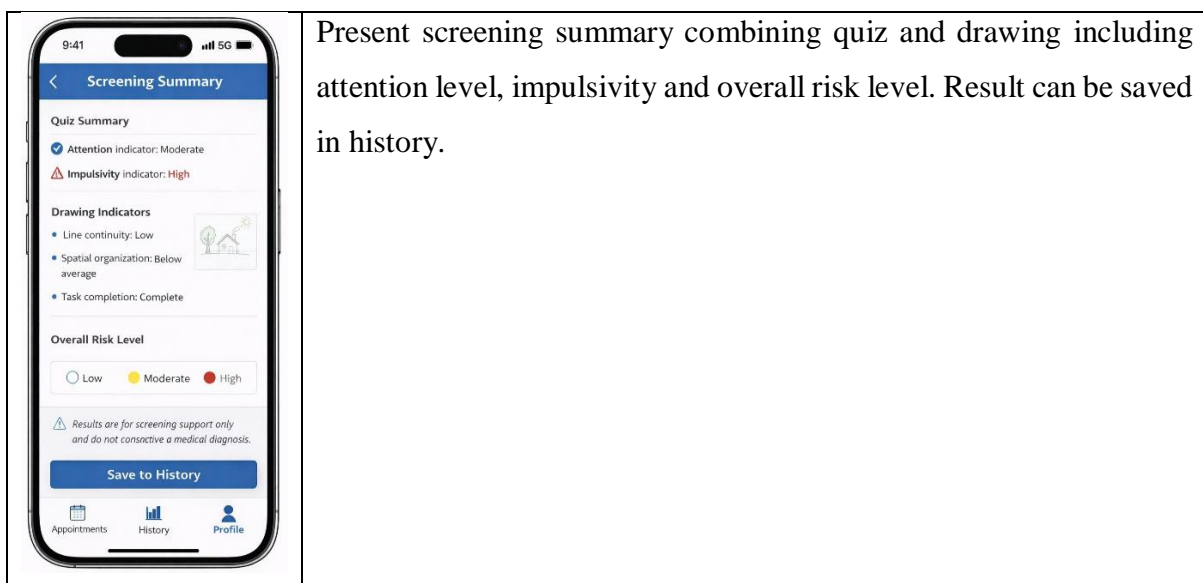 9:41
5G
Screening Summary
Quiz Summary
Attention indicator: Moderate
Impulsivity indicator: High
Drawing Indicators
Line continuity: Low
Spatial organization: Below
average
Task completion: Complete
Overall Risk Level
Low Moderate High
Results are for screening support only
and do not consnctive a medical diagnosis.
Save to History
Appointments History Profile
Present screening summary combining quiz and drawing including
attention level, impulsivity and overall risk level. Result can be saved
in history.